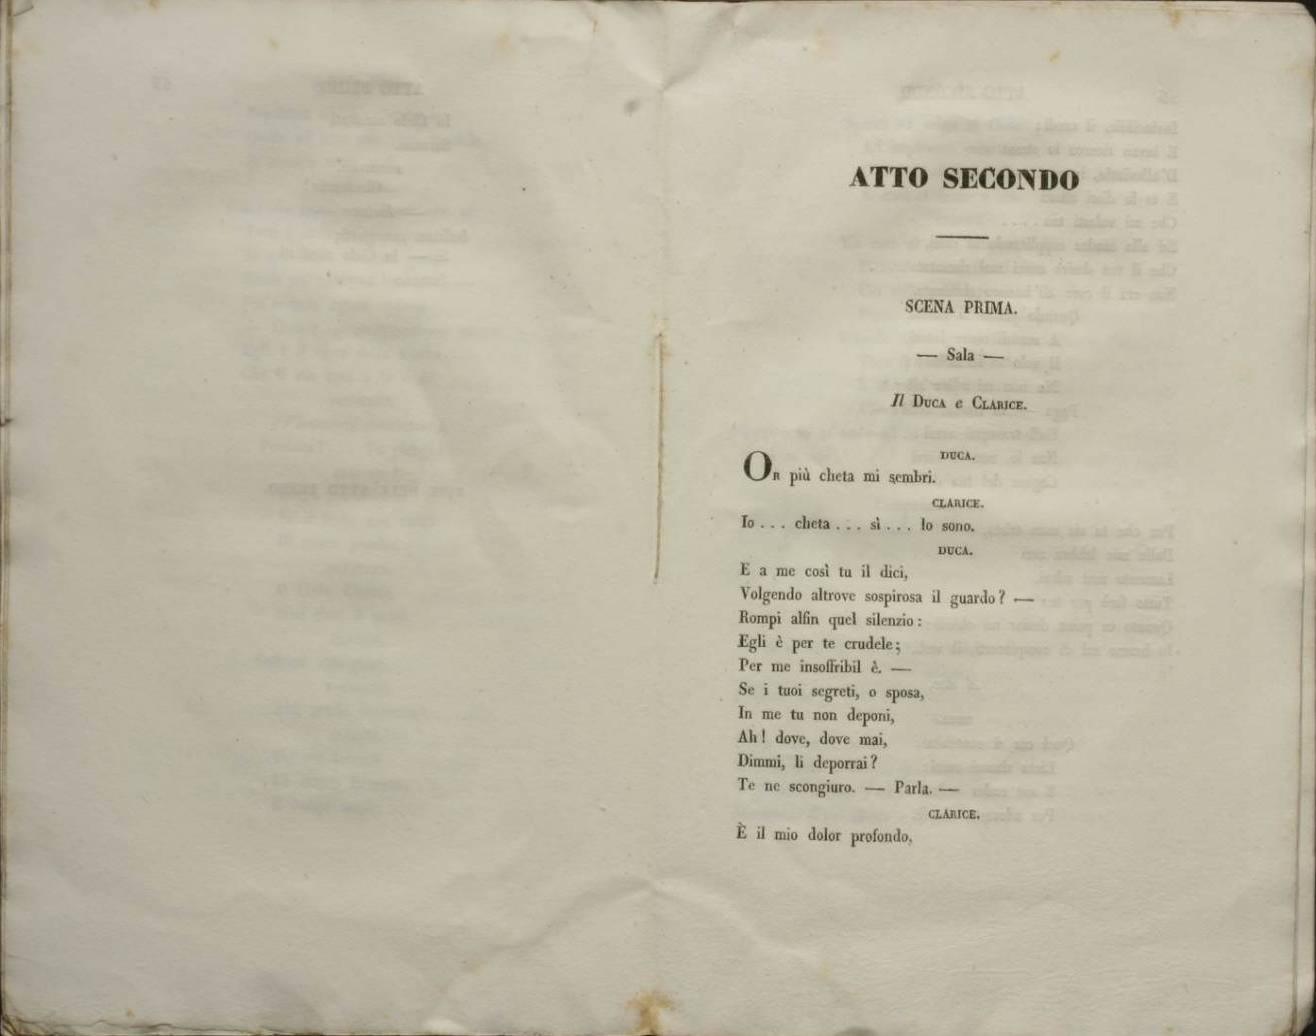 ATTO SECONDO
SCENA PRIMA.
— Sala —
Il DUCA e CLARICE.
DUCA.
OR più cheta mi sembri.
CLARICE.
Io . . . cheta . . . sì . . . lo sono.
DUCA.
E a me così tu il dici,
Volgendo altrove sospirosa il guardo? —
Rompi alfin quel silenzio:
Egli è per te crudele;
Per me insoffribil è. —
Se i tuoi segreti, o sposa,
In me tu non deponi,
Ah! dove, dove mai,
Dimmi, li deporrai?
Te ne scongiuro. — Parla. —
CLARICE.
È il mio dolor profondo,